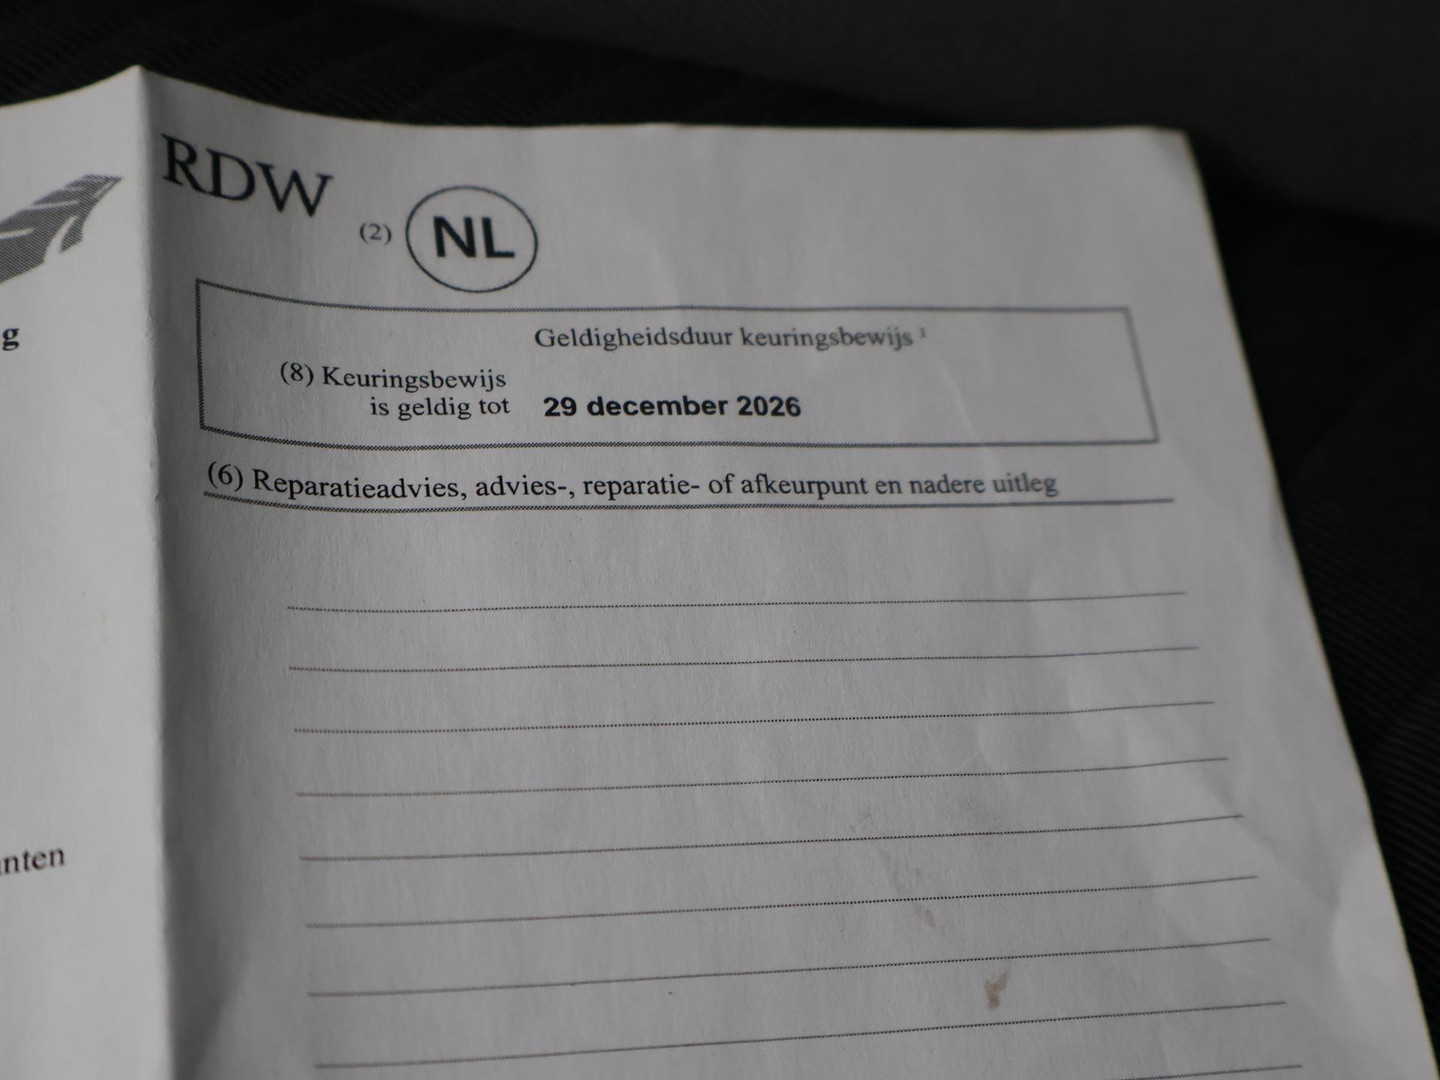 RDW
(2) NL
g
Geldigheidsduur keuringsbewijs ¹
(8) Keuringsbewijs
is geldig tot 29 december 2026
(6) Reparatieadvies, advies-, reparatie- of afkeurpunt en nadere uitleg
nten